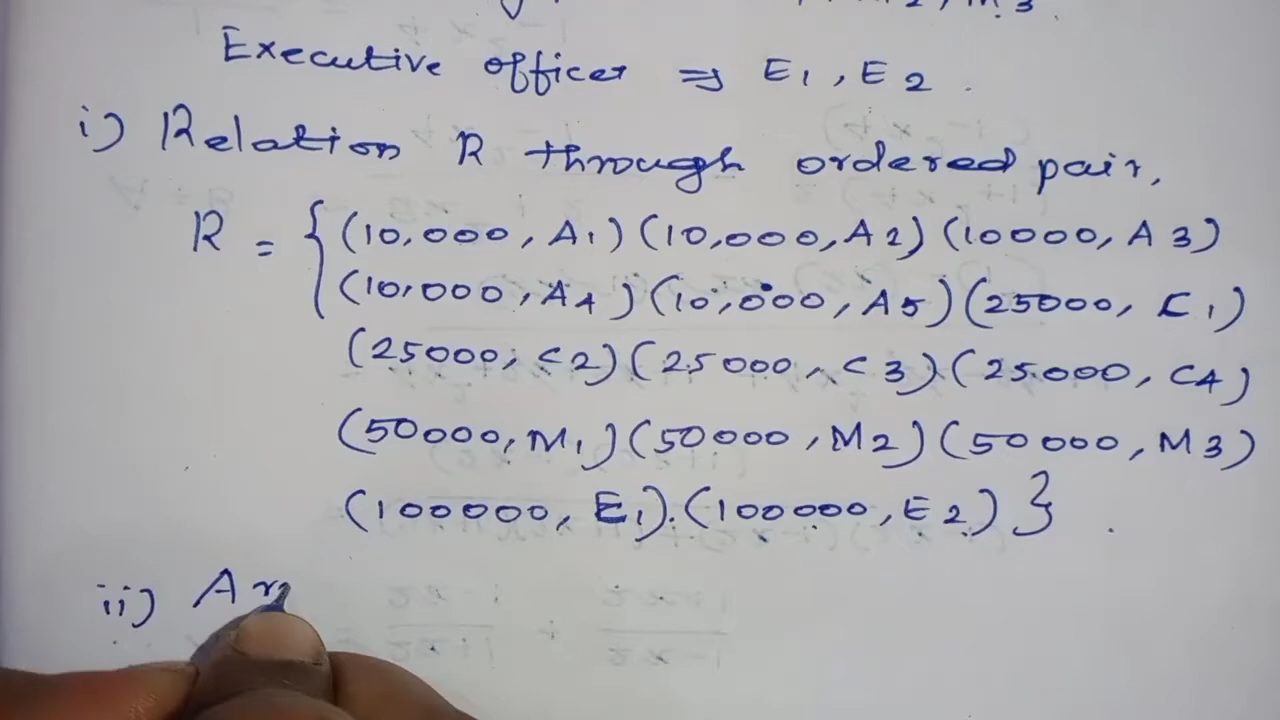 Executive officer ⇒ E1, E2.
i) Relation R through ordered pair,
R = {(10,000, A1)(10,000, A2)(10000, A3)
(10,000, A4)(10,000, A5)(25000, C1)
(25000, C2)(25000, C3)(25000, C4)
(50000, M1)(50000, M2)(50000, M3)
(100000, E1).(100000, E2)}.
ii) Ar